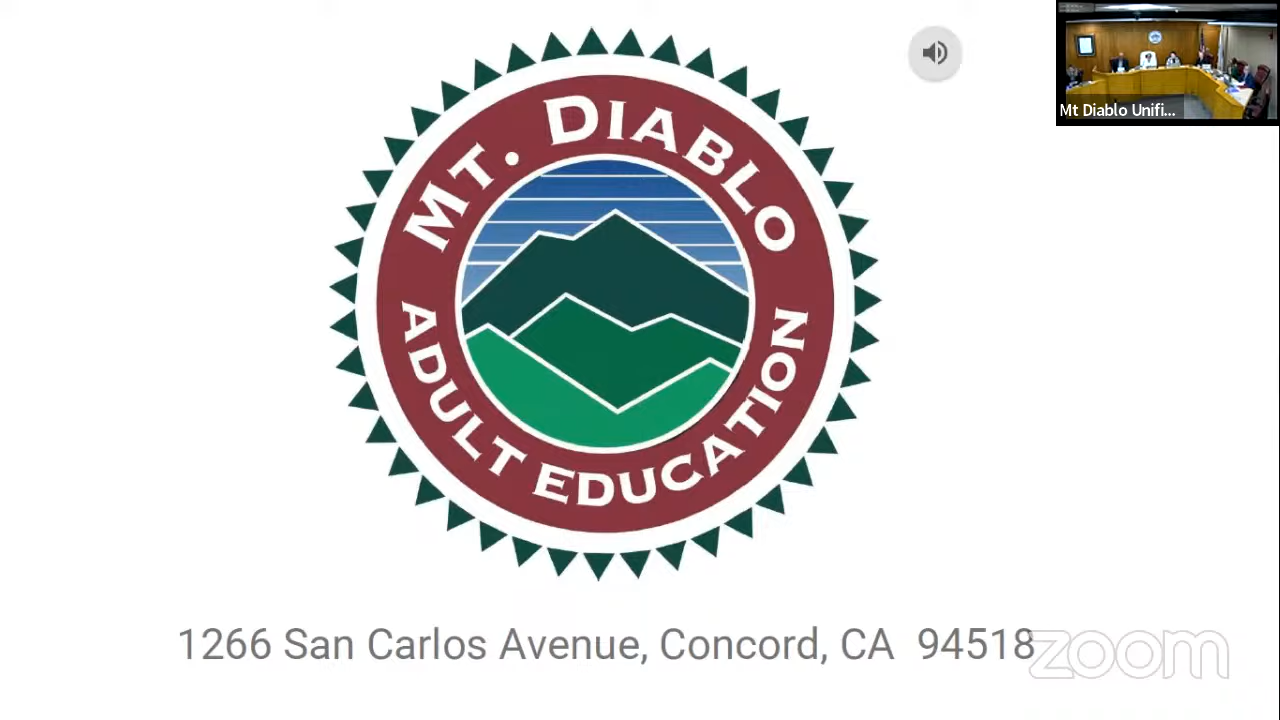 MT. DIABLO
ADULT EDUCATION
Mt Diablo Unifi...
1266 San Carlos Avenue, Concord, CA 94518
zoom